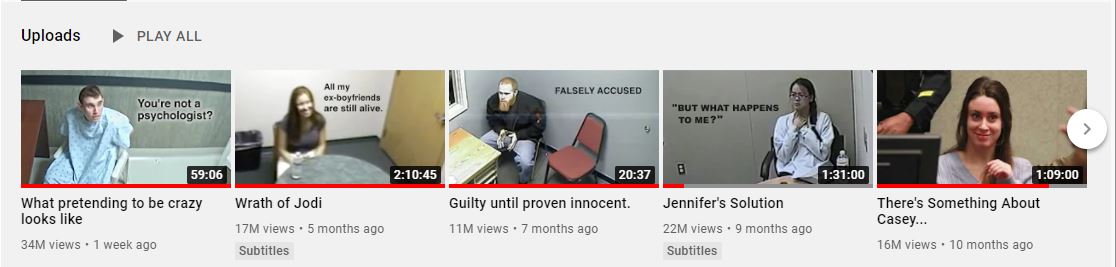 Uploads
PLAY ALL
You're not a
psychologist?
59:06
All my
ex-boyfriends
are still alive.
2:10:45
FALSELY ACCUSED
20:37
"BUT WHAT HAPPENS
TO ME?"
1:31:00
1:09:00
What pretending to be crazy
looks like
34M views • 1 week ago
Wrath of Jodi
17M views • 5 months ago
Subtitles
Guilty until proven innocent.
11M views • 7 months ago
Jennifer's Solution
22M views • 9 months ago
Subtitles
There's Something About
Casey...
16M views • 10 months ago